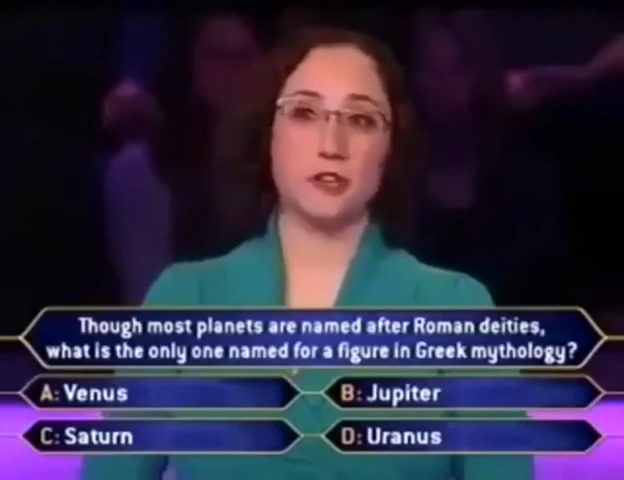 Though most planets are named after Roman deities,
what is the only one named for a figure in Greek mythology?
A: Venus
B: Jupiter
C: Saturn
D: Uranus